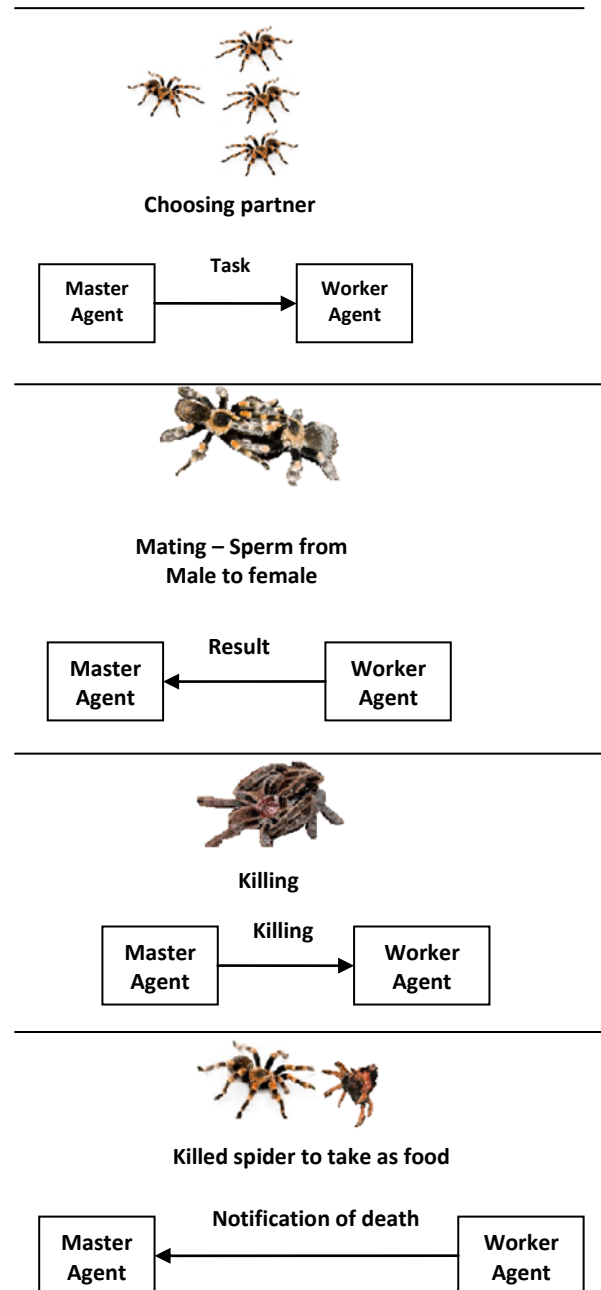 Choosing partner
Task
Master
Agent
Worker
Agent
Mating – Sperm from
Male to female
Result
Master
Agent
Worker
Agent
Killing
Killing
Master
Agent
Worker
Agent
Killed spider to take as food
Notification of death
Master
Agent
Worker
Agent